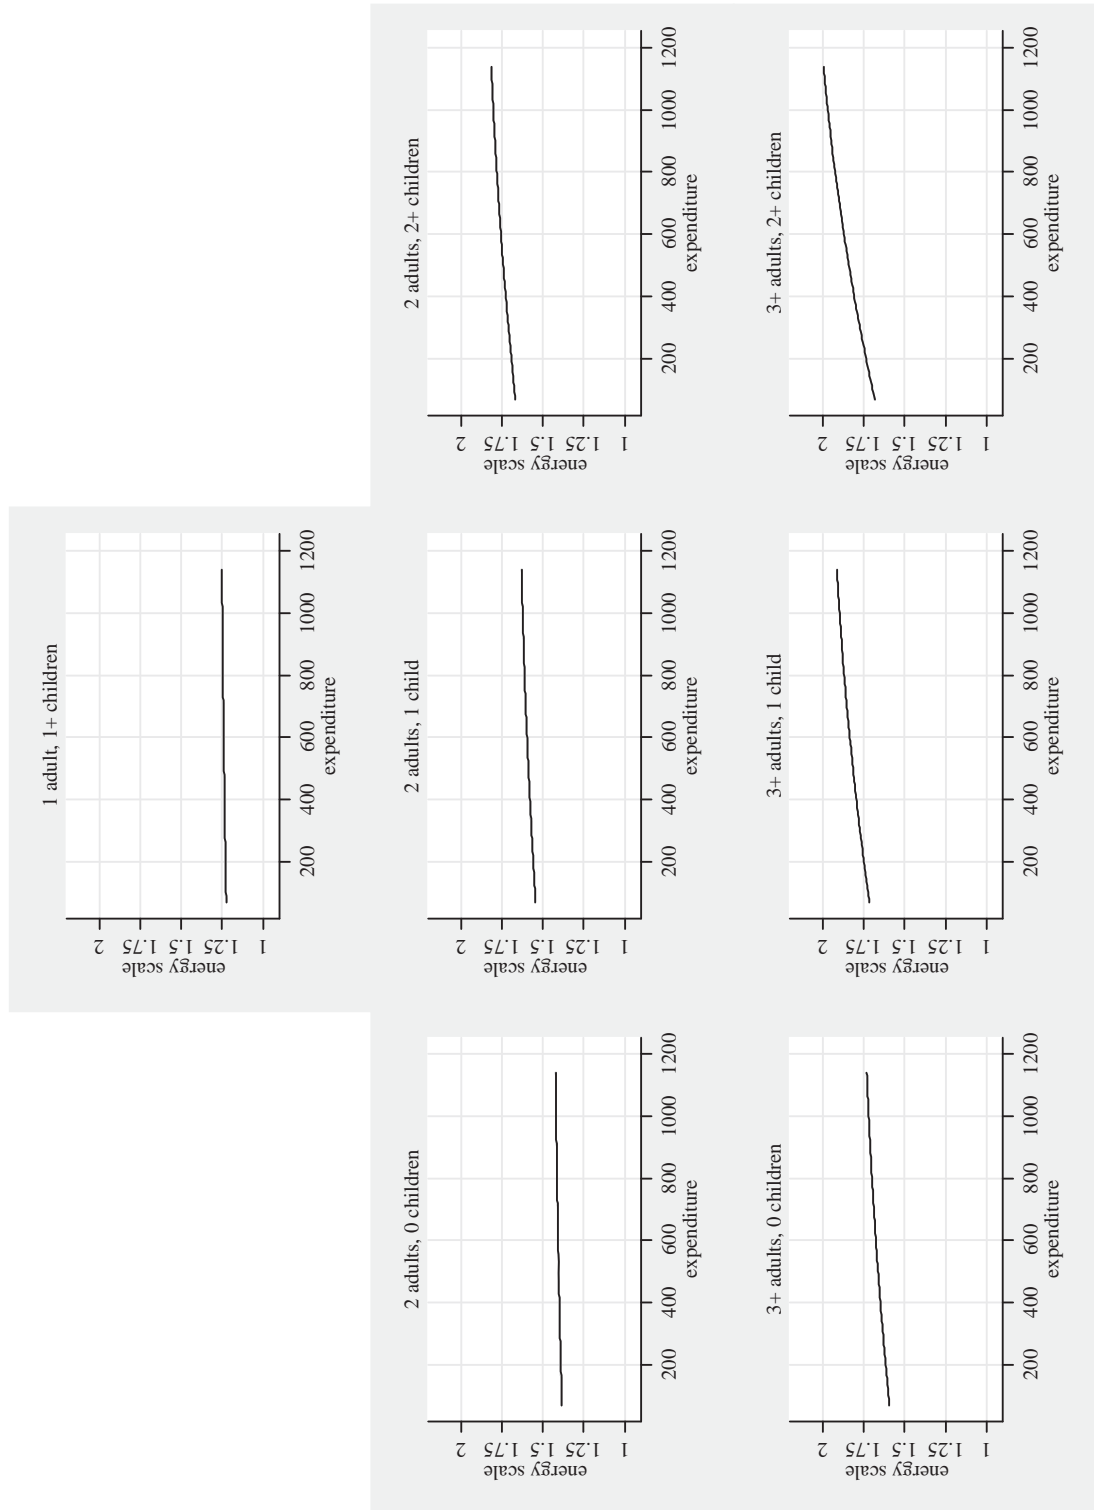 1 adult, 1+ children
energy scale
1 1.25 1.5 1.75 2
200 400 600 800 1000 1200
expenditure
2 adults, 0 children
energy scale
1 1.25 1.5 1.75 2
200 400 600 800 1000 1200
expenditure
2 adults, 1 child
energy scale
1 1.25 1.5 1.75 2
200 400 600 800 1000 1200
expenditure
2 adults, 2+ children
energy scale
1 1.25 1.5 1.75 2
200 400 600 800 1000 1200
expenditure
3+ adults, 0 children
energy scale
1 1.25 1.5 1.75 2
200 400 600 800 1000 1200
expenditure
3+ adults, 1 child
energy scale
1 1.25 1.5 1.75 2
200 400 600 800 1000 1200
expenditure
3+ adults, 2+ children
energy scale
1 1.25 1.5 1.75 2
200 400 600 800 1000 1200
expenditure